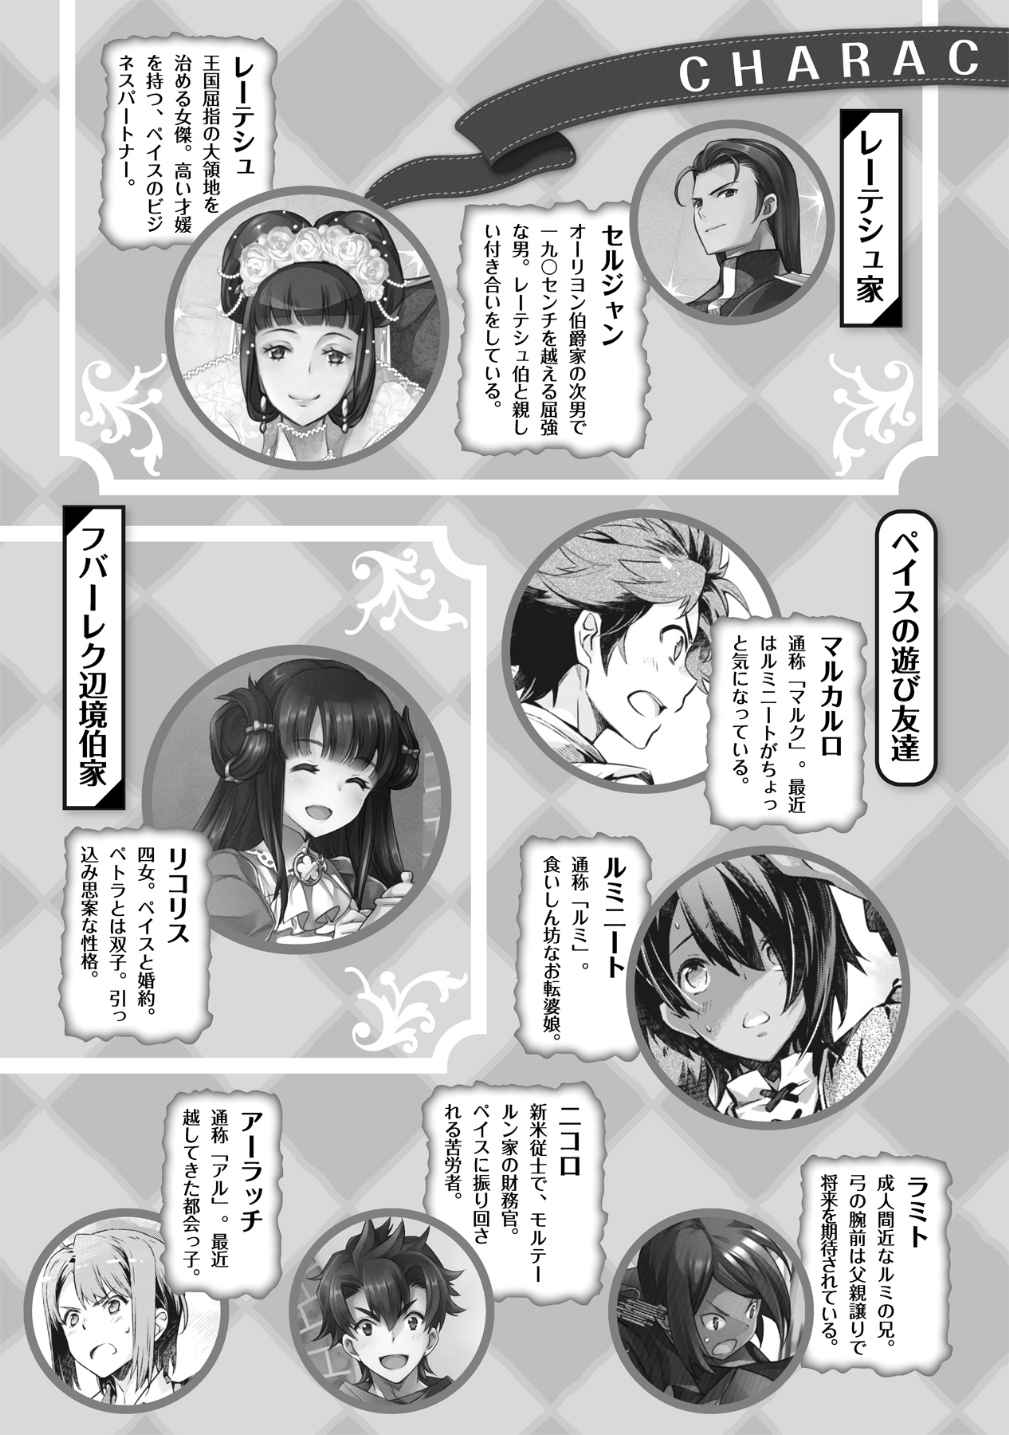 CHARAC
レーテシュ家
セルジャン
オーリヨン伯爵家の次男で
一九〇センチを越える屈強
な男。レーテシュ伯と親し
い付き合いをしている。
レーテシュ
王国屈指の大領地を
治める女傑。高い才媛
を持つ、ペイスのビジ
ネスパートナー。
ペイスの遊び友達
マルカルロ
通称「マルク」。最近
はルミニートがちょっ
と気になっている。
ルミニート
通称「ルミ」。
食いしん坊なお転婆娘。
フバーレク辺境伯家
リコリス
四女。ペイスと婚約。
ペトラとは双子。引っ
込み思案な性格。
ラミト
成人間近なルミの兄。
弓の腕前は父親譲りで
将来を期待されている。
ニコロ
新米従士で、モルテー
ルン家の財務官。
ペイスに振り回さ
れる苦労者。
アーラッチ
通称「アル」。最近
越してきた都会っ子。